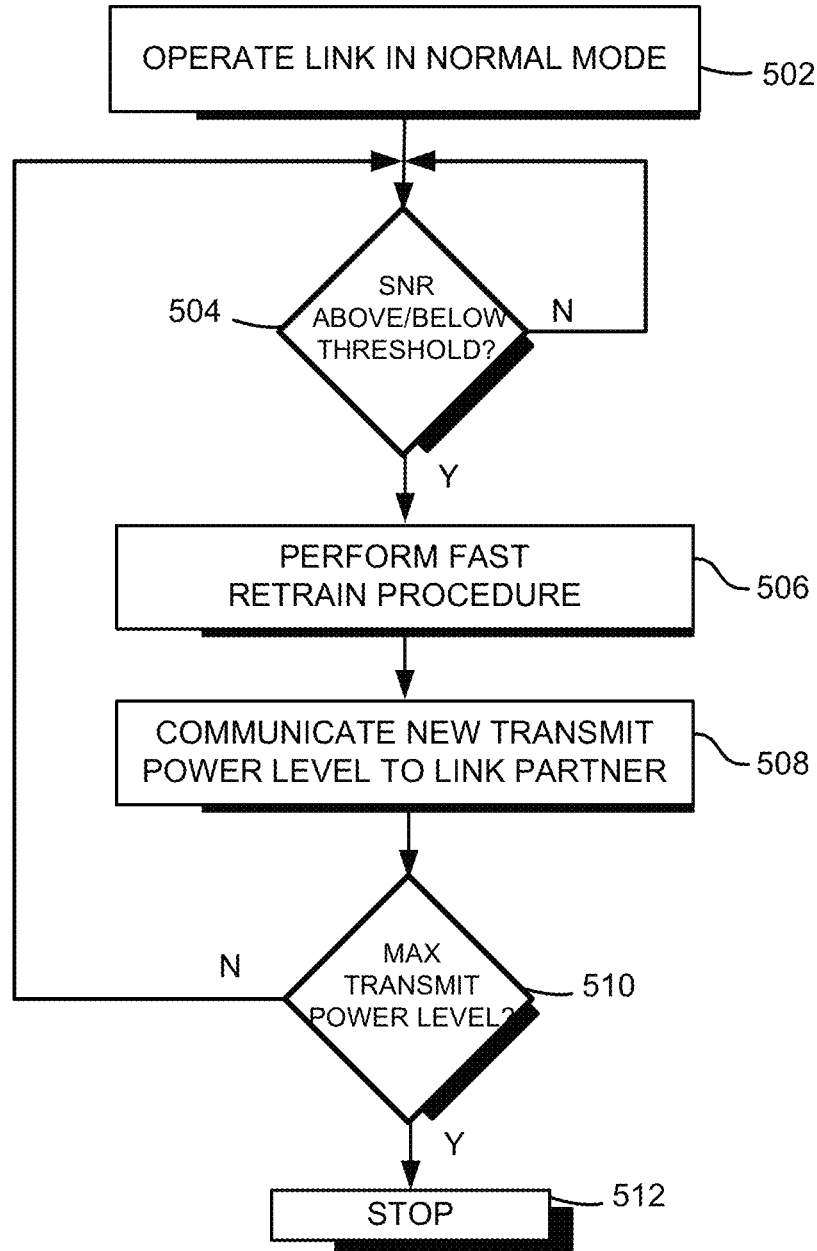 OPERATE LINK IN NORMAL MODE
502
SNR
ABOVE/BELOW
THRESHOLD?
504
N
Y
PERFORM FAST
RETRAIN PROCEDURE
506
COMMUNICATE NEW TRANSMIT
POWER LEVEL TO LINK PARTNER
508
N
MAX
TRANSMIT
POWER LEVEL?
510
Y
STOP
512